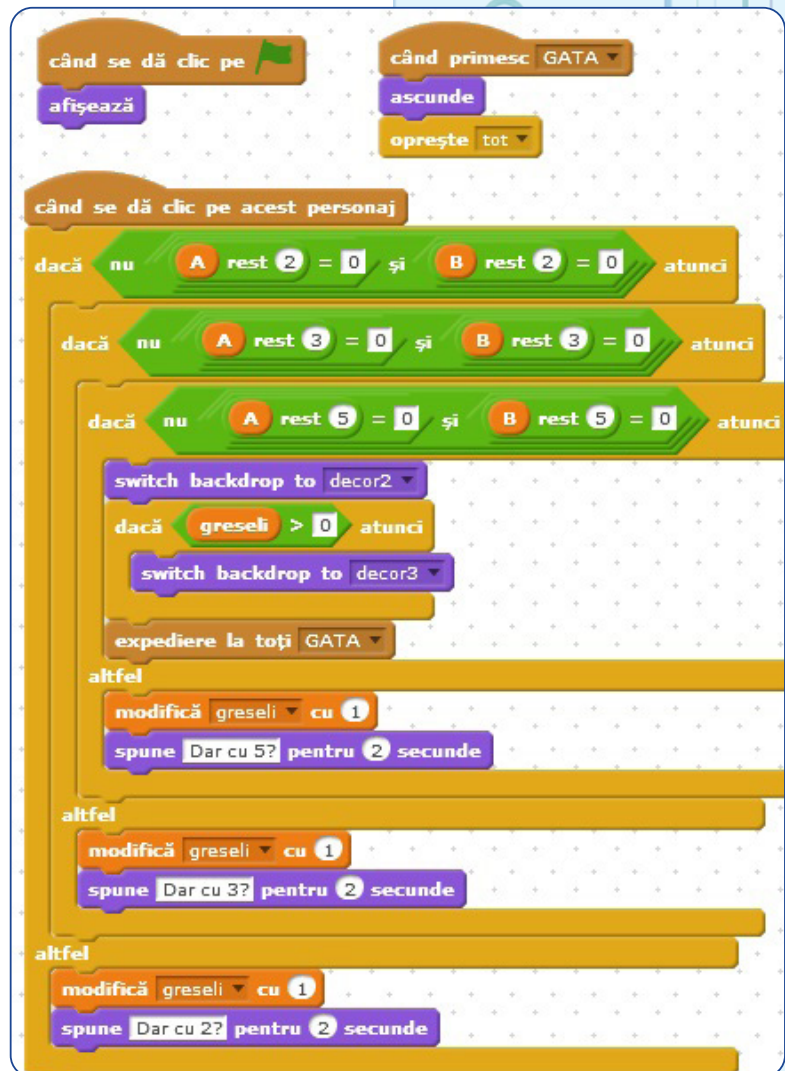 când se dă clic pe
afișează
când primesc GATA
ascunde
oprește tot
când se dă clic pe acest personaj
dacă nu A rest 2 = 0 și B rest 2 = 0 atunci
dacă nu A rest 3 = 0 și B rest 3 = 0 atunci
dacă nu A rest 5 = 0 și B rest 5 = 0 atunci
switch backdrop to decor2
dacă greseli > 0 atunci
switch backdrop to decor3
expediere la toți GATA
altfel
modifică greseli cu 1
spune Dar cu 5? pentru 2 secunde
altfel
modifică greseli cu 1
spune Dar cu 3? pentru 2 secunde
altfel
modifică greseli cu 1
spune Dar cu 2? pentru 2 secunde